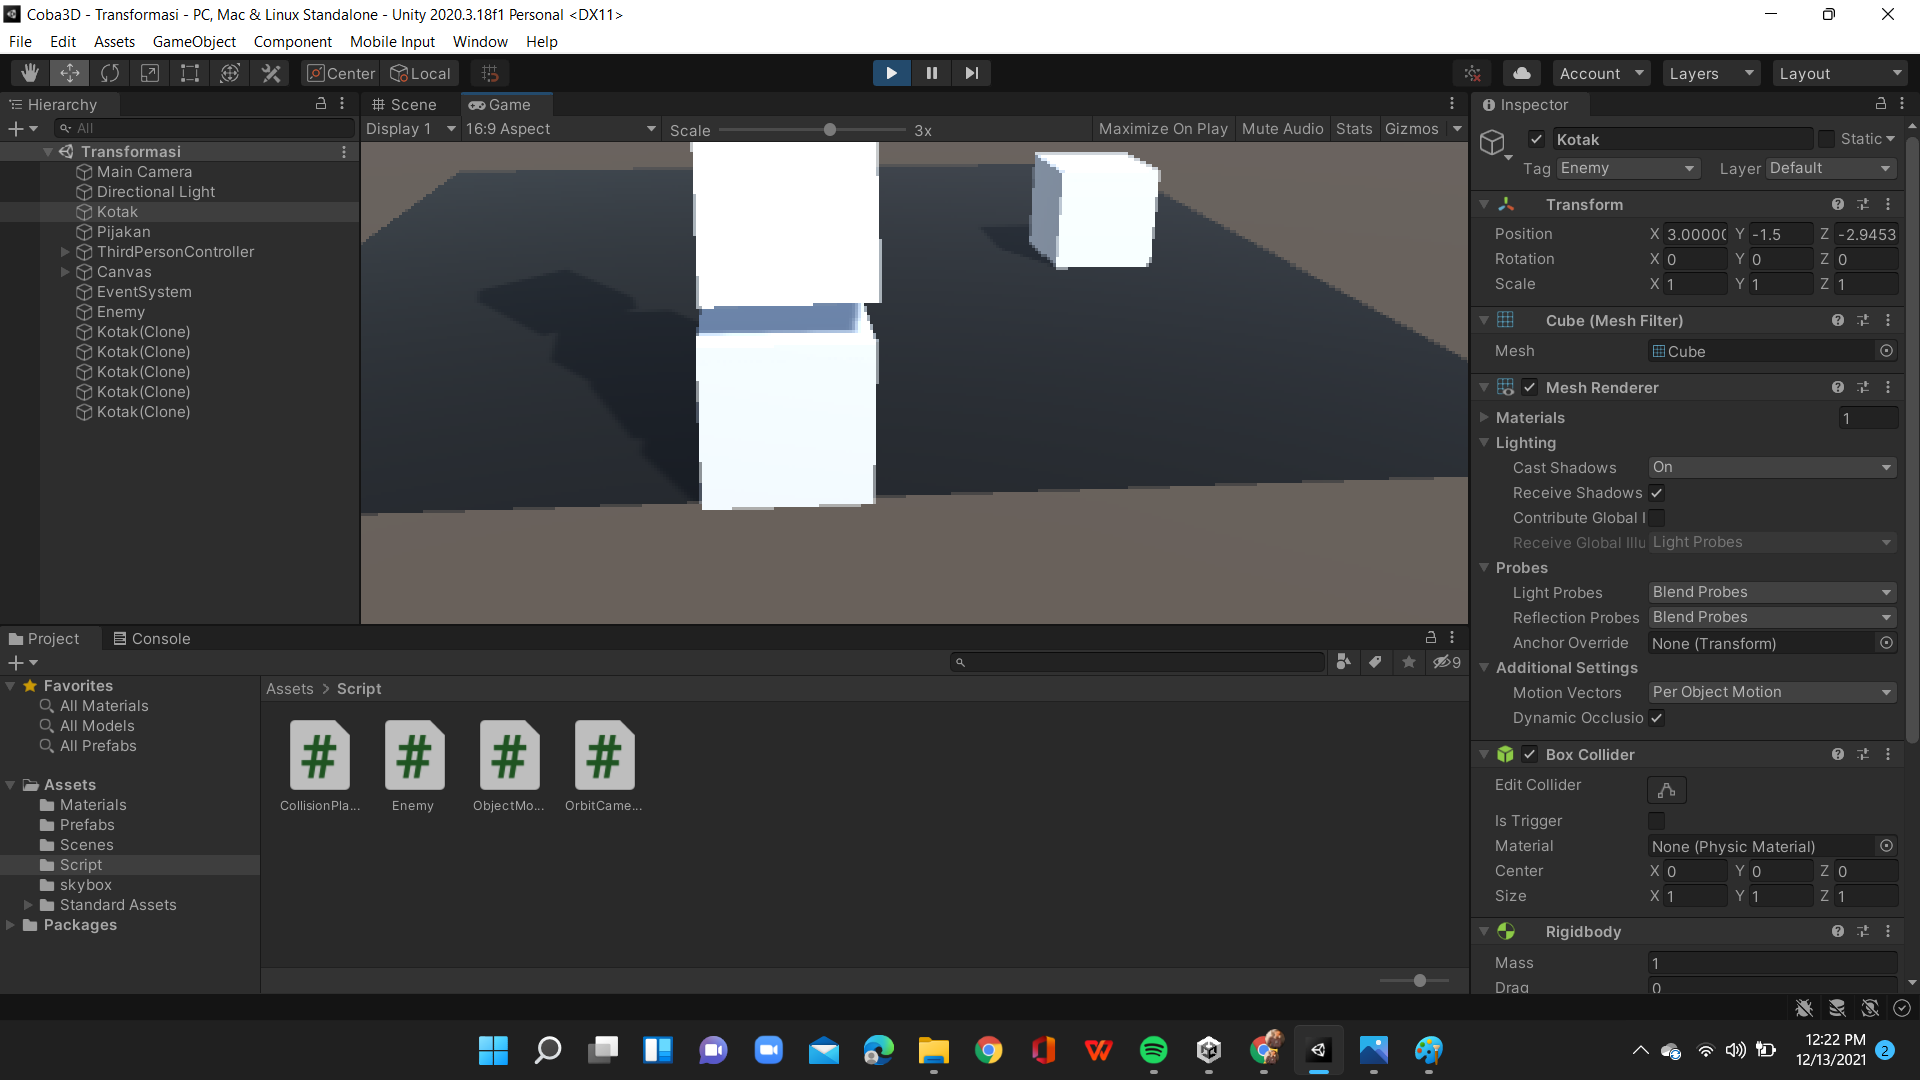 Coba3D - Transformasi - PC, Mac & Linux Standalone - Unity 2020.3.18f1 Personal <DX11>
File Edit Assets GameObject Component Mobile Input Window Help
Center Local Account Layers Layout
Hierarchy
All
Transformasi
Main Camera
Directional Light
Kotak
Pijakan
ThirdPersonController
Canvas
EventSystem
Enemy
Kotak(Clone)
Kotak(Clone)
Kotak(Clone)
Kotak(Clone)
Kotak(Clone)
Scene Game
Display 1 16:9 Aspect Scale 3x Maximize On Play Mute Audio Stats Gizmos
Inspector
Kotak Static
Tag Enemy Layer Default
Transform
Position X 3.00000 Y -1.5 Z -2.9453
Rotation X 0 Y 0 Z 0
Scale X 1 Y 1 Z 1
Cube (Mesh Filter)
Mesh Cube
Mesh Renderer
Materials 1
Lighting
Cast Shadows On
Receive Shadows
Contribute Global I
Receive Global Illu Light Probes
Probes
Light Probes Blend Probes
Reflection Probes Blend Probes
Anchor Override None (Transform)
Additional Settings
Motion Vectors Per Object Motion
Dynamic Occlusio
Box Collider
Edit Collider
Is Trigger
Material None (Physic Material)
Center X 0 Y 0 Z 0
Size X 1 Y 1 Z 1
Rigidbody
Mass 1
Drag 0
Project Console
9
Favorites
All Materials
All Models
All Prefabs
Assets
Materials
Prefabs
Scenes
Script
skybox
Standard Assets
Packages
Assets > Script
CollisionPla... Enemy ObjectMo... OrbitCame...
12:22 PM
12/13/2021 2